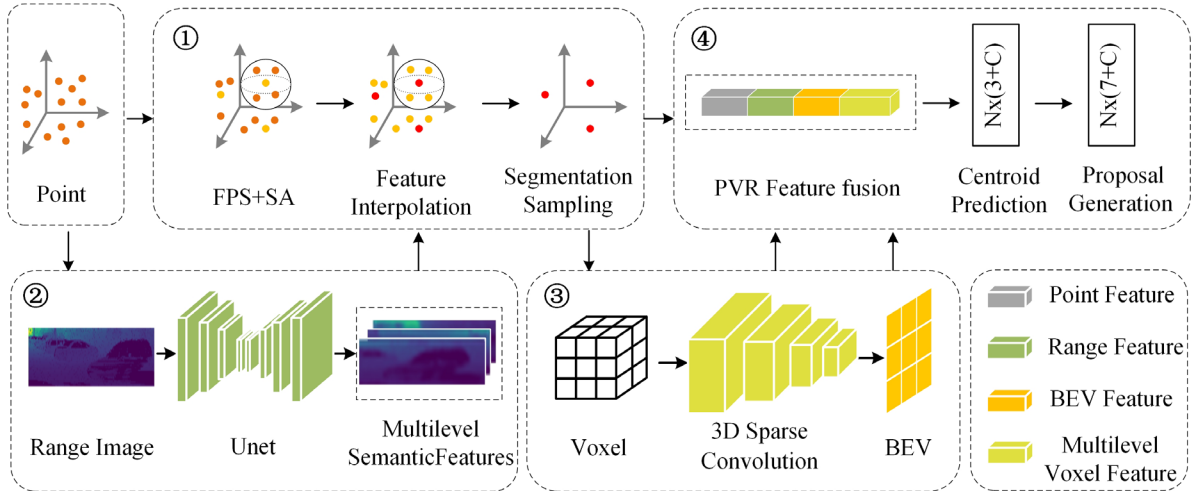 ①
Point
FPS+SA
Feature
Interpolation
Segmentation
Sampling
④
PVR Feature fusion
Nx(3+C)
Centroid
Prediction
Nx(7+C)
Proposal
Generation
②
Range Image
Unet
Multilevel
SemanticFeatures
③
Voxel
3D Sparse
Convolution
BEV
Point Feature
Range Feature
BEV Feature
Multilevel
Voxel Feature